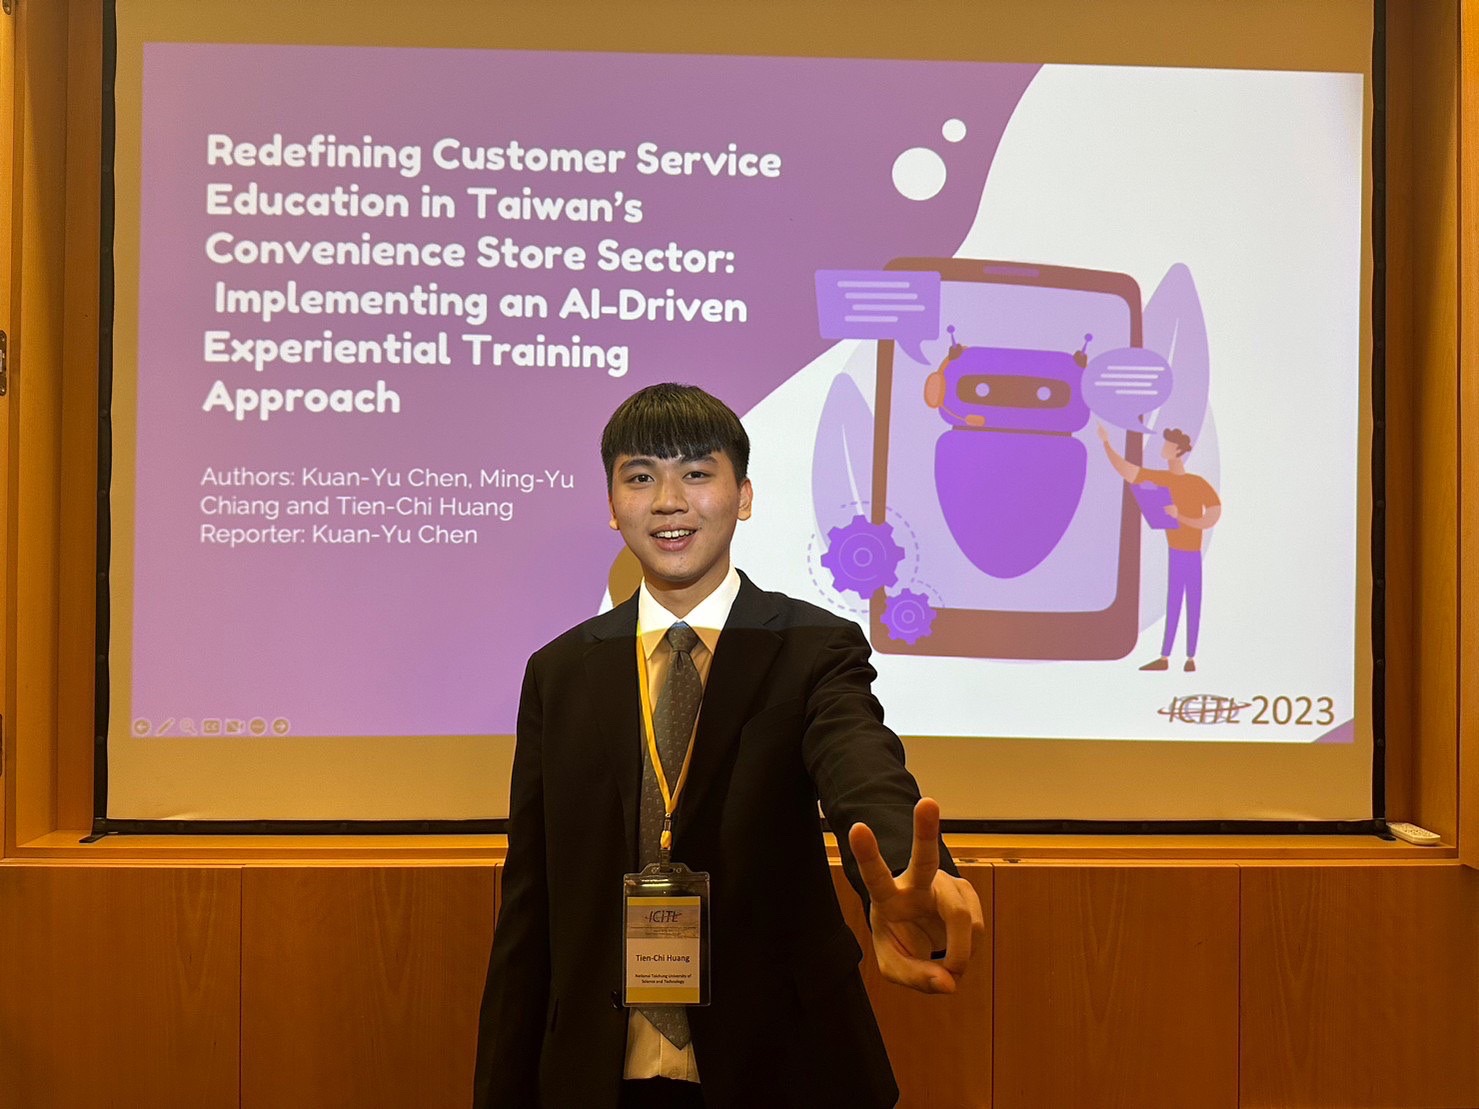 Redefining Customer Service
Education in Taiwan's
Convenience Store Sector:
Implementing an AI-Driven
Experiential Training
Approach
Authors: Kuan-Yu Chen, Ming-Yu
Chiang and Tien-Chi Huang
Reporter: Kuan-Yu Chen
ICITL 2023
ICITL
Tien-Chi Huang
National Taichung University of
Science and Technology